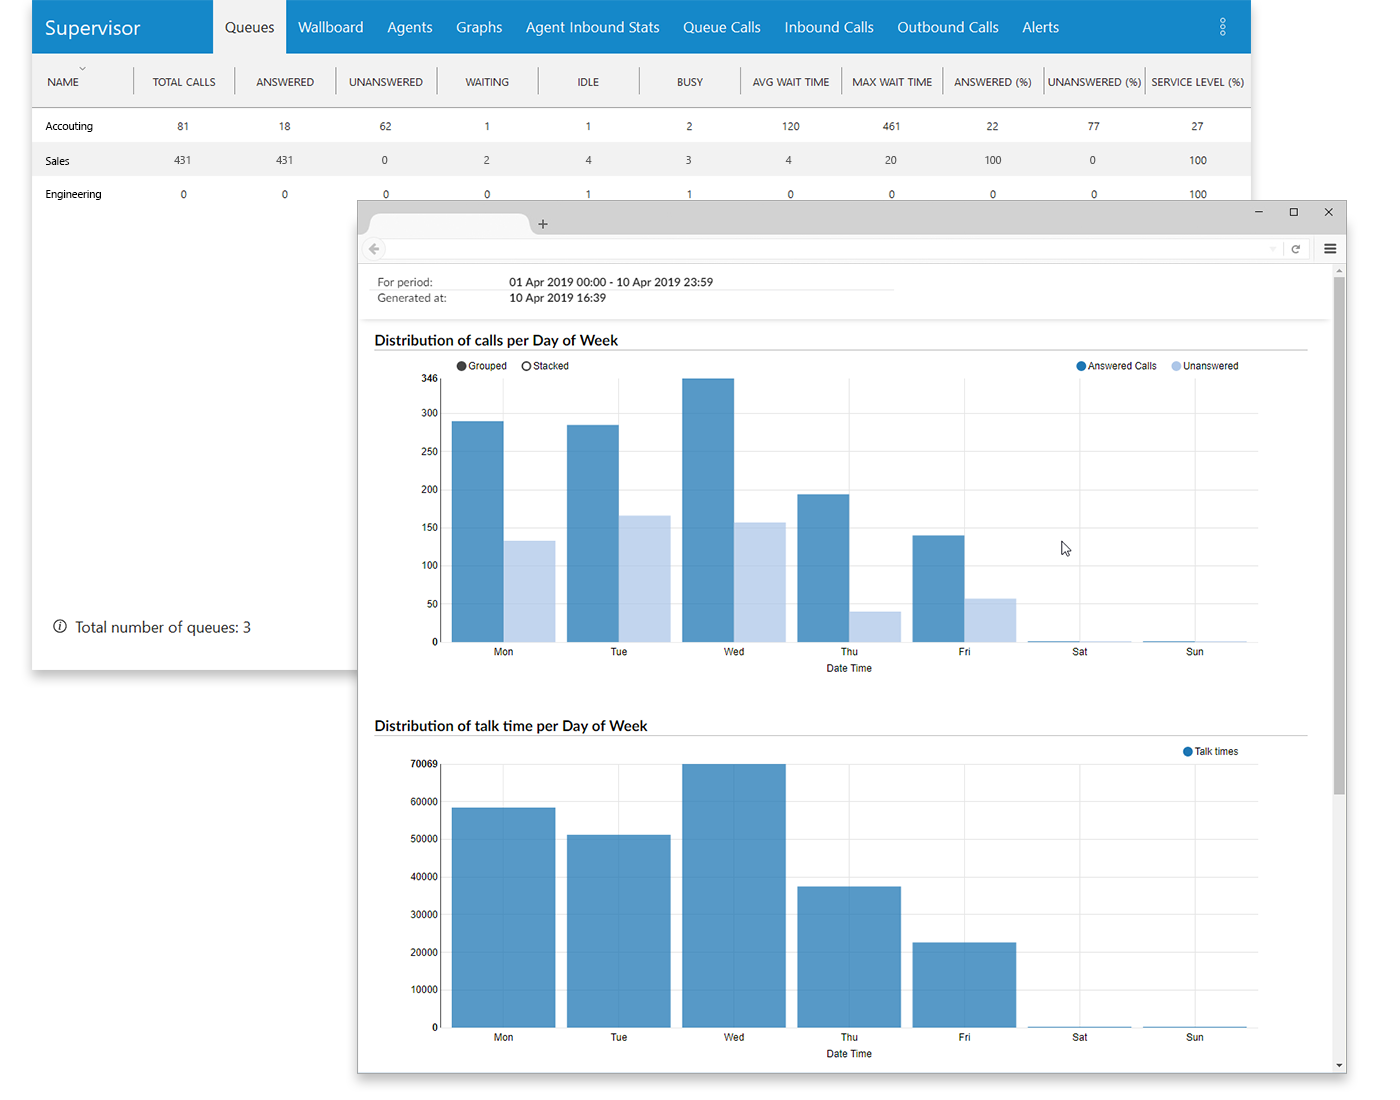 Supervisor Queues Wallboard Agents Graphs Agent Inbound Stats Queue Calls Inbound Calls Outbound Calls Alerts
NAME TOTAL CALLS ANSWERED UNANSWERED WAITING IDLE BUSY AVG WAIT TIME MAX WAIT TIME ANSWERED (%) UNANSWERED (%) SERVICE LEVEL (%)
Accouting 81 18 62 1 1 2 120 461 22 77 27
Sales 431 431 0 2 4 3 4 20 100 0 100
Engineering 0 0 0 0 1 1 0 0 0 0 100
Total number of queues: 3
For period: 01 Apr 2019 00:00 - 10 Apr 2019 23:59
Generated at: 10 Apr 2019 16:39
Distribution of calls per Day of Week
Grouped Stacked Answered Calls Unanswered
346
300
250
200
150
100
50
0
Mon Tue Wed Thu Fri Sat Sun
Date Time
Distribution of talk time per Day of Week
Talk times
70069
60000
50000
40000
30000
20000
10000
0
Mon Tue Wed Thu Fri Sat Sun
Date Time